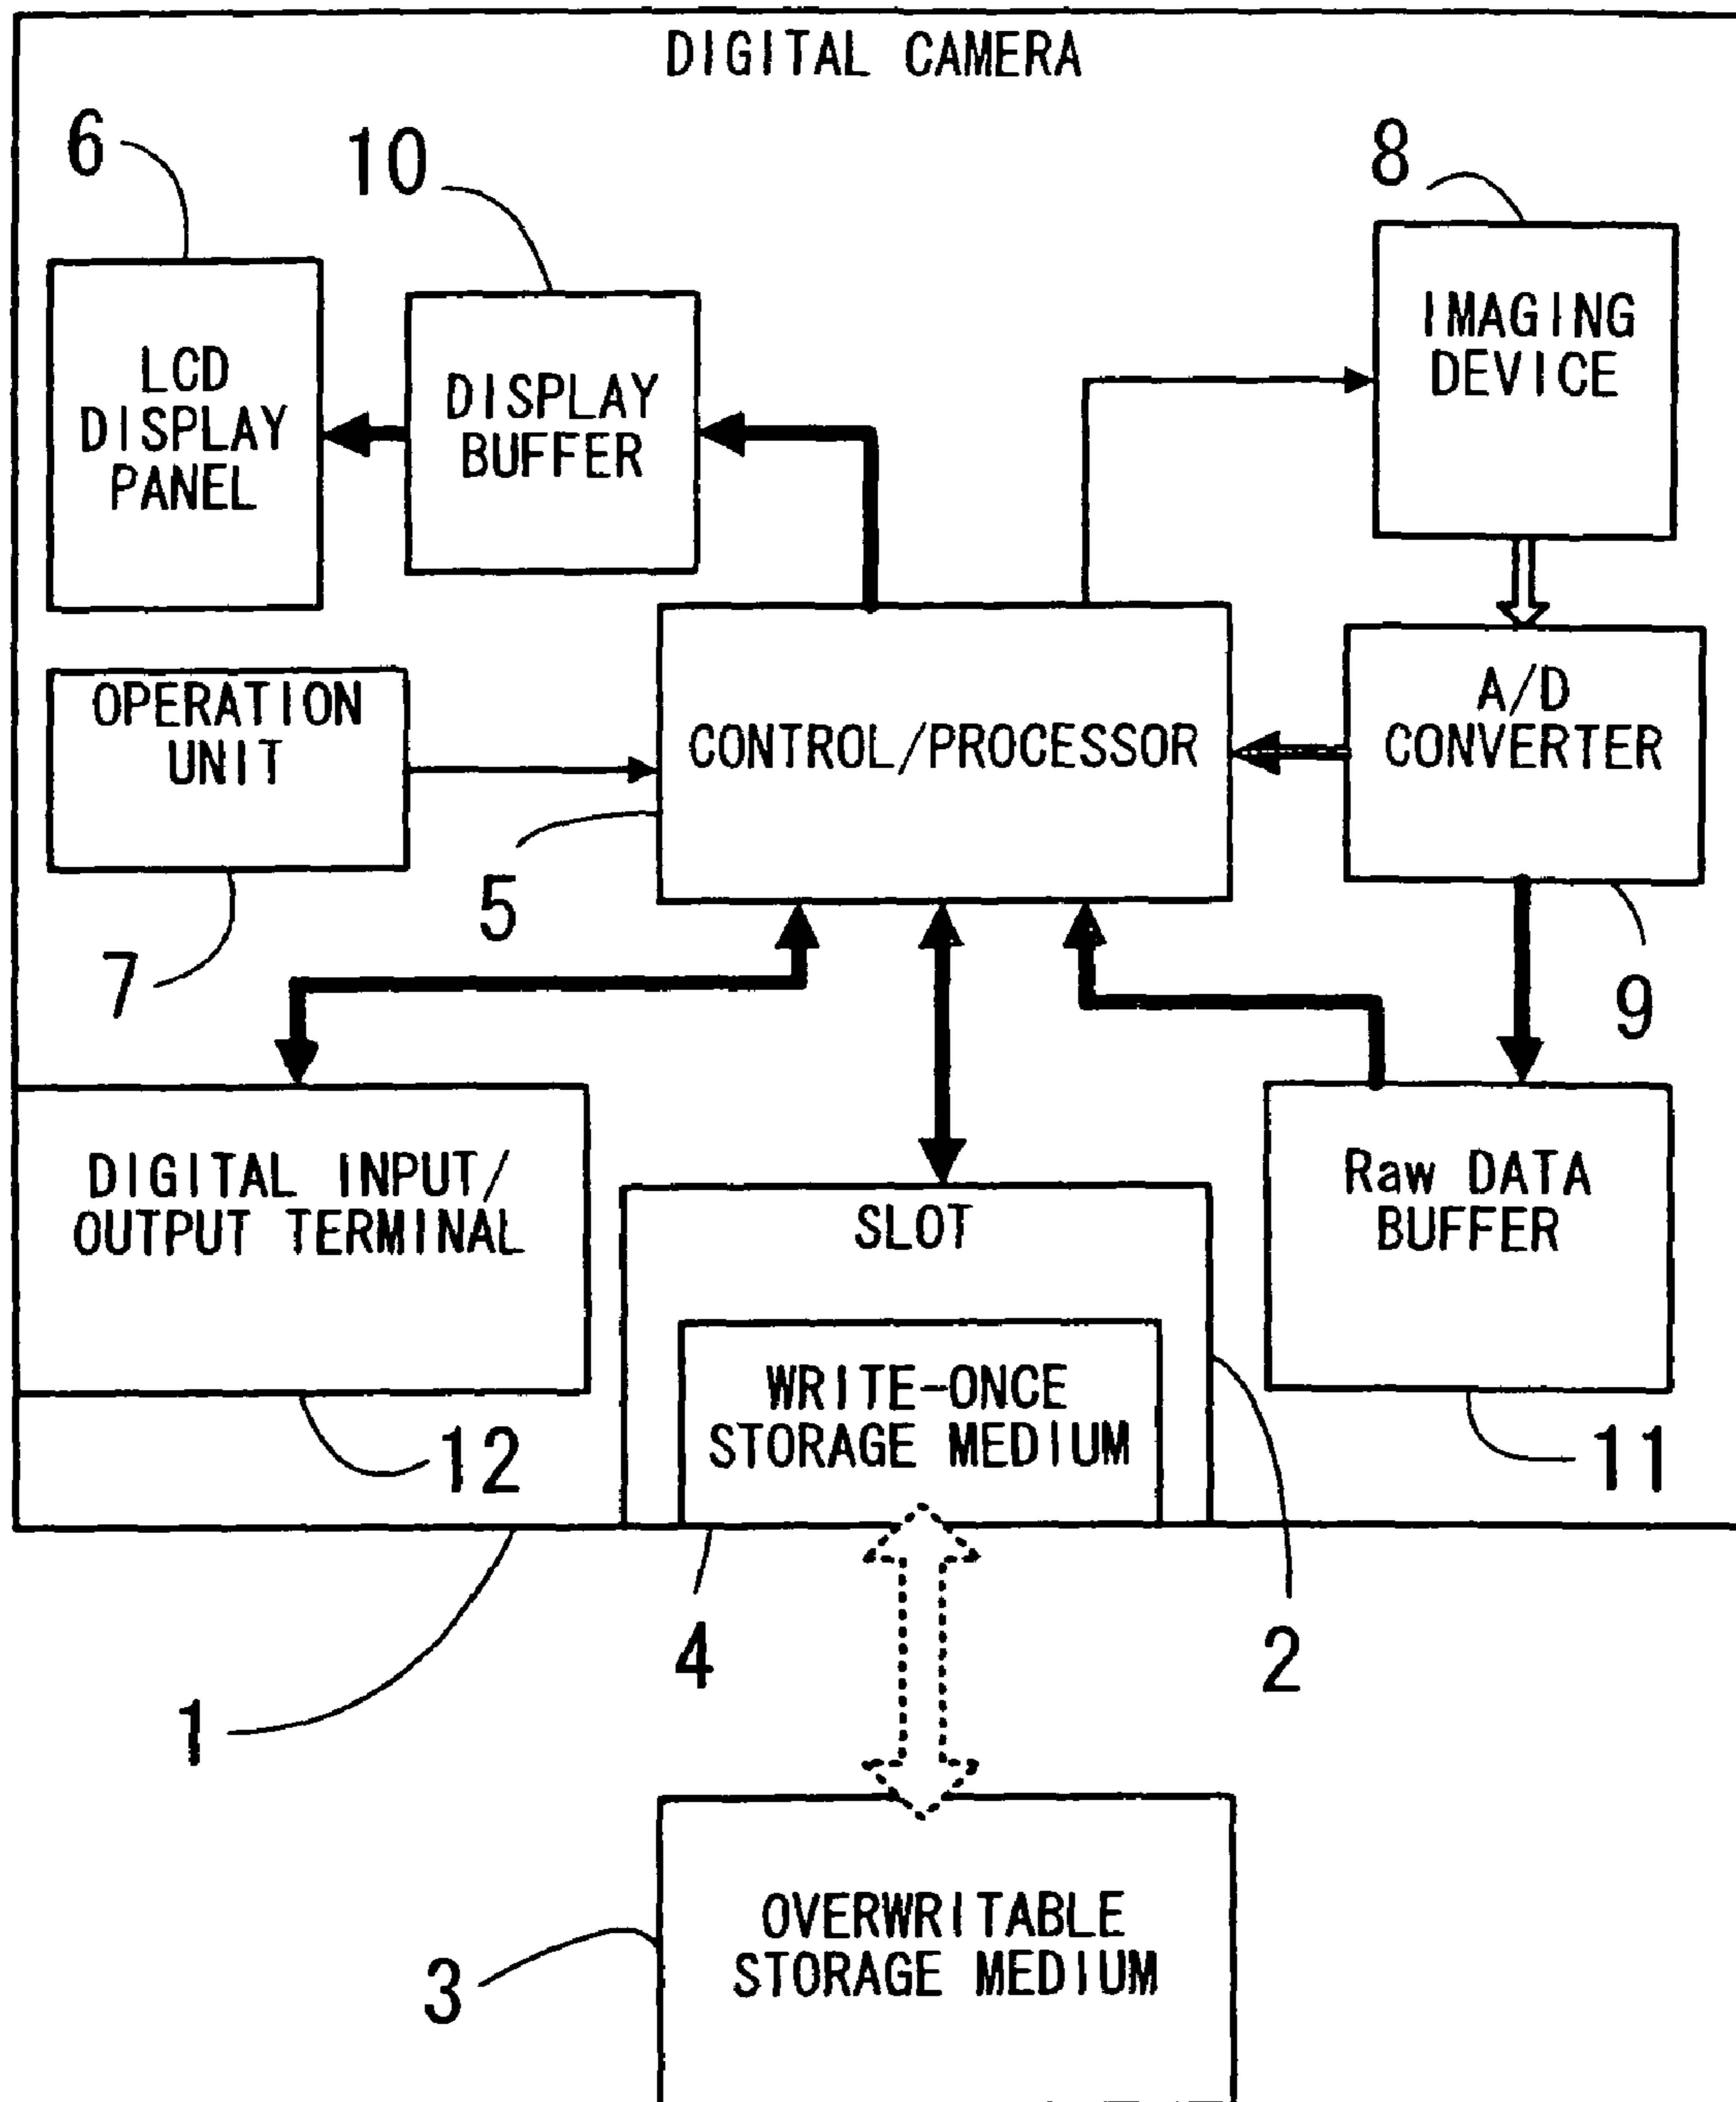 DIGITAL CAMERA
6
10
8
LCD
DISPLAY
PANEL
DISPLAY
BUFFER
IMAGING
DEVICE
OPERATION
UNIT
CONTROL/PROCESSOR
A/D
CONVERTER
5
7
9
DIGITAL INPUT/
OUTPUT TERMINAL
SLOT
Raw DATA
BUFFER
WRITE-ONCE
STORAGE MEDIUM
12
11
4
2
1
OVERWRITABLE
STORAGE MEDIUM
3